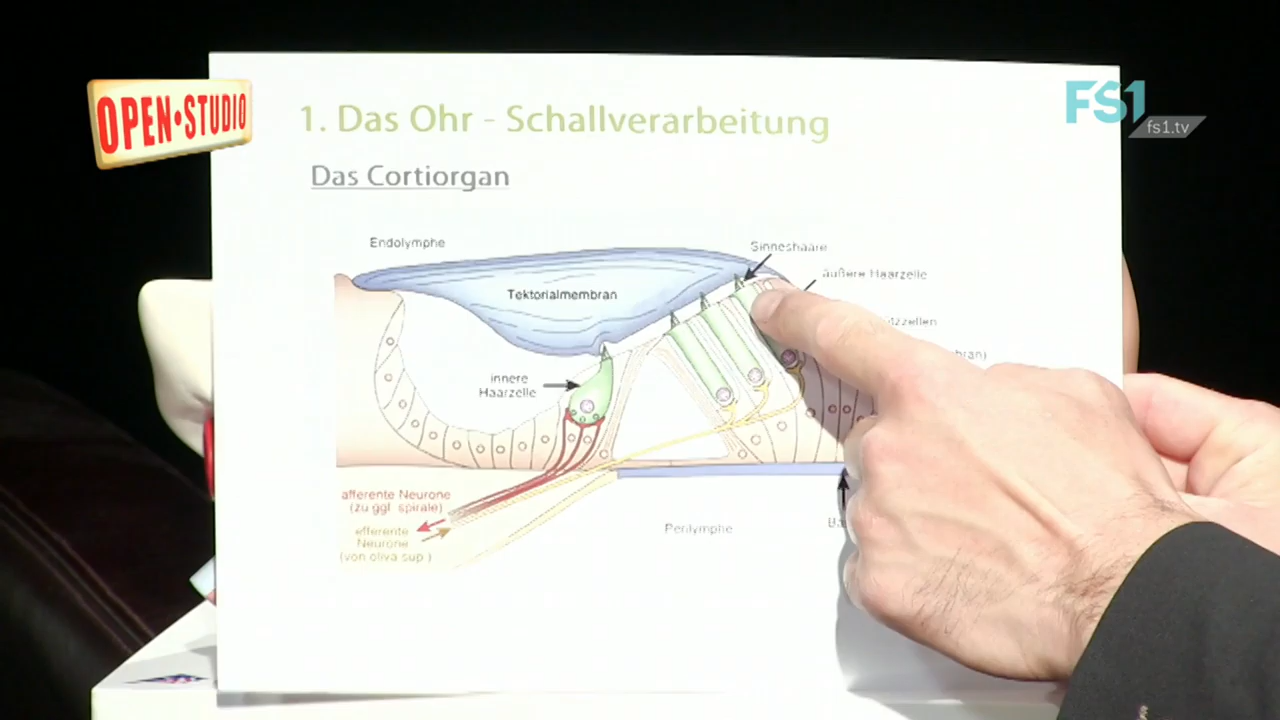 OPEN•STUDIO
FS1
fs1.tv
1. Das Ohr - Schallverarbeitung
Das Cortiorgan
Endolymphe
Sinneshaare
äußere Haarzelle
Tektorialmembran
innere
Haarzelle
afferente Neurone
(zu ggl. spirale)
efferente
Neurone
(von oliva sup.)
Perilymphe